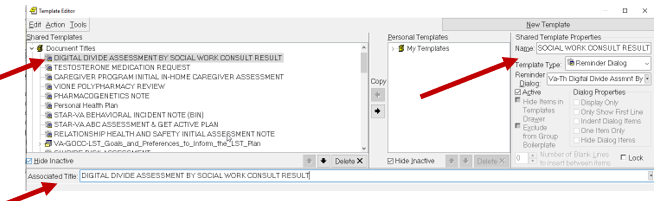 Template Editor
Edit Action Tools
New Template
Shared Templates
Document Titles
DIGITAL DIVIDE ASSESSMENT BY SOCIAL WORK CONSULT RESULT
TESTOSTERONE MEDICATION REQUEST
CAREGIVER PROGRAM INITIAL IN-HOME CAREGIVER ASSESSMENT
VIONE POLYPHARMACY REVIEW
PHARMACOGENETICS NOTE
Personal Health Plan
STAR-VA BEHAVORAL INCIDENT NOTE (BIN)
STAR-VA ABC ASSESSMENT & GET ACTIVE PLAN
RELATIONSHIP HEALTH AND SAFETY INITIAL ASSESSMENT NOTE
VA-GOCC-LST_Goals_and_Preferences_to_Inform_the_LST_Plan
Hide Inactive
Delete X
Copy
Personal Templates
My Templates
Hide Inactive
Delete X
Shared Template Properties
Name: SOCIAL WORK CONSULT RESULT
Template Type: Reminder Dialog
Reminder Dialog: Va-Th Digital Divide Assmnt By
Active
Hide Items in Templates Drawer
Exclude from Group Boilerplate
Dialog Properties
Display Only
Only Show First Line
Indent Dialog Items
One Item Only
Hide Dialog Items
0 Number of Blank Lines to insert between items
Lock
Associated Title: DIGITAL DIVIDE ASSESSMENT BY SOCIAL WORK CONSULT RESULT